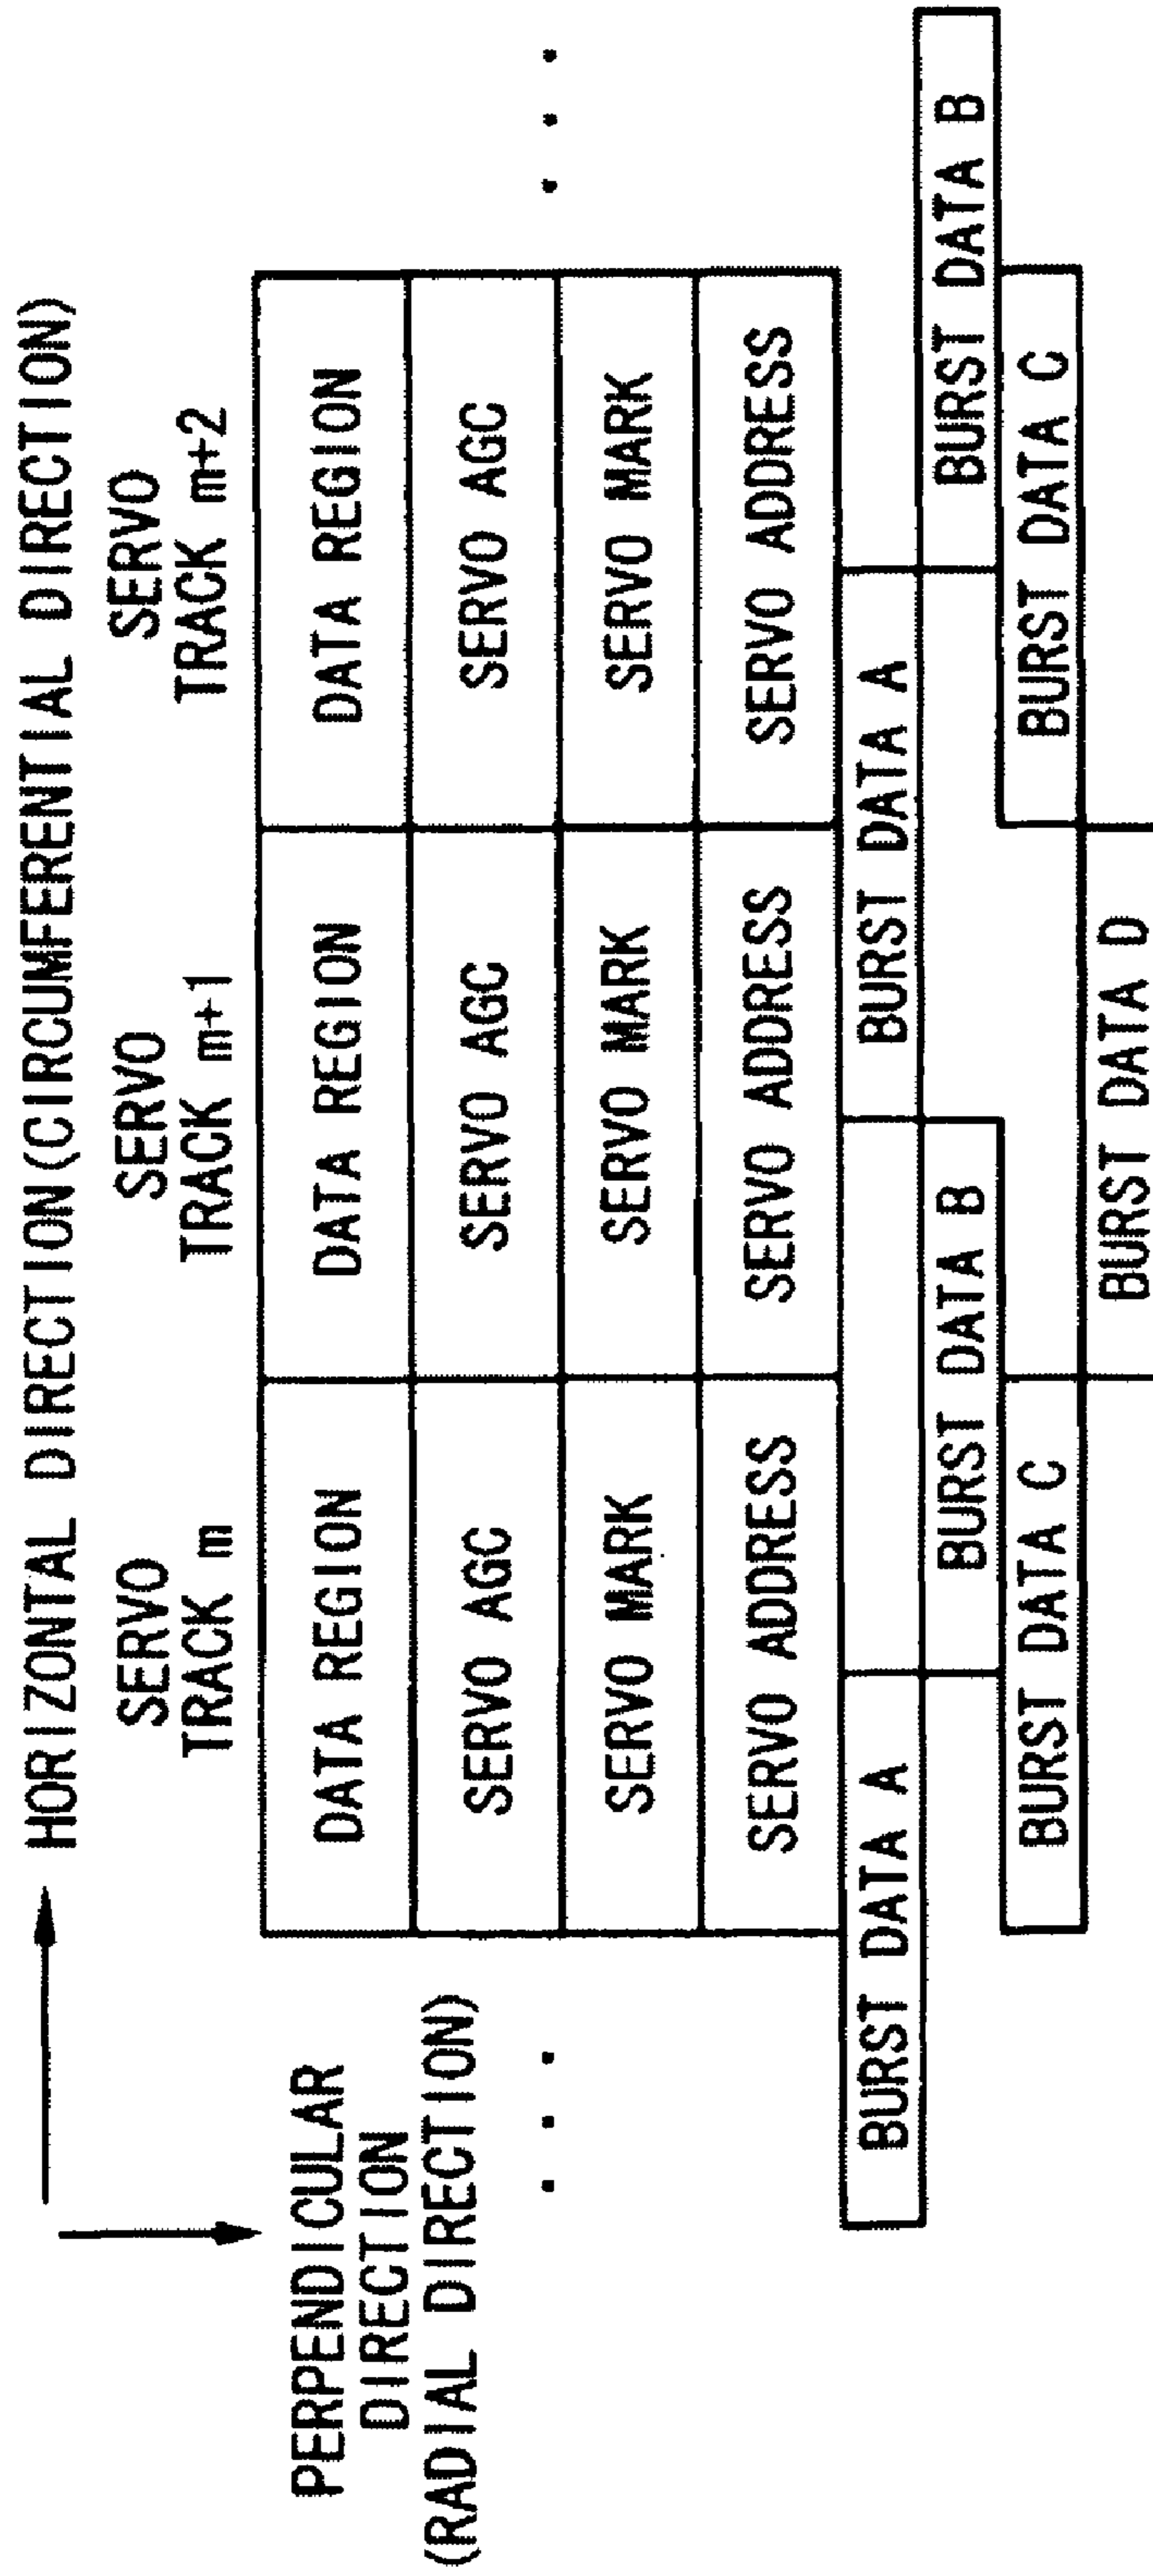 HORIZONTAL DIRECTION(CIRCUMFERENTIAL DIRECTION)
PERPENDICULAR
DIRECTION
(RADIAL DIRECTION)
SERVO
TRACK m
SERVO
TRACK m+1
SERVO
TRACK m+2
DATA REGION
DATA REGION
DATA REGION
SERVO AGC
SERVO AGC
SERVO AGC
. . .
. . .
SERVO MARK
SERVO MARK
SERVO MARK
SERVO ADDRESS
SERVO ADDRESS
SERVO ADDRESS
BURST DATA A
BURST DATA A
BURST DATA B
BURST DATA B
BURST DATA C
BURST DATA C
BURST DATA D